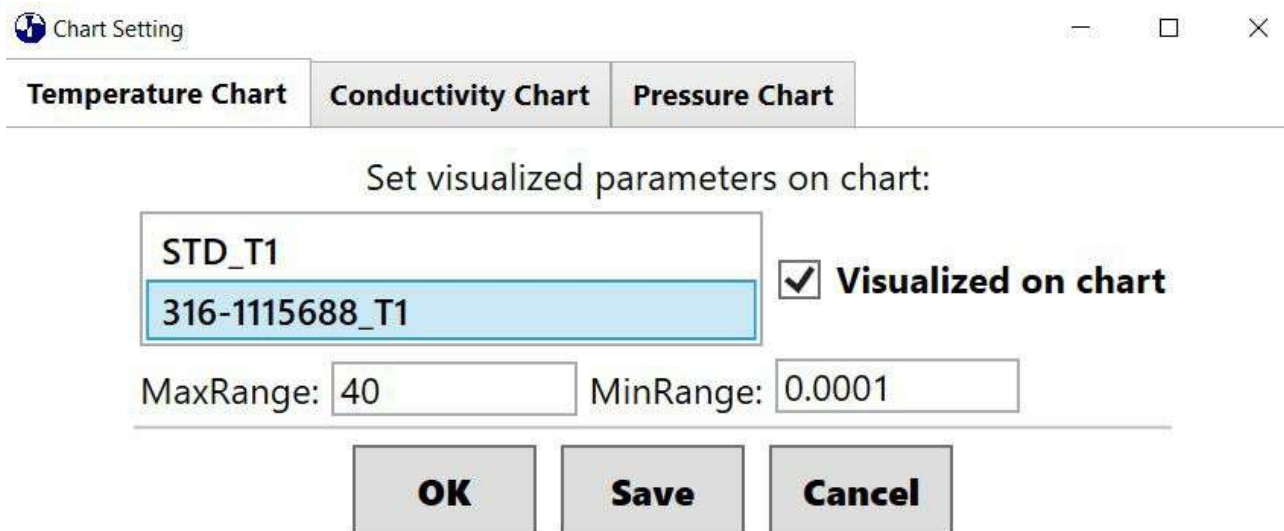 Chart Setting
Temperature Chart Conductivity Chart Pressure Chart
Set visualized parameters on chart:
STD_T1
316-1115688_T1
Visualized on chart
MaxRange: 40 MinRange: 0.0001
OK Save Cancel